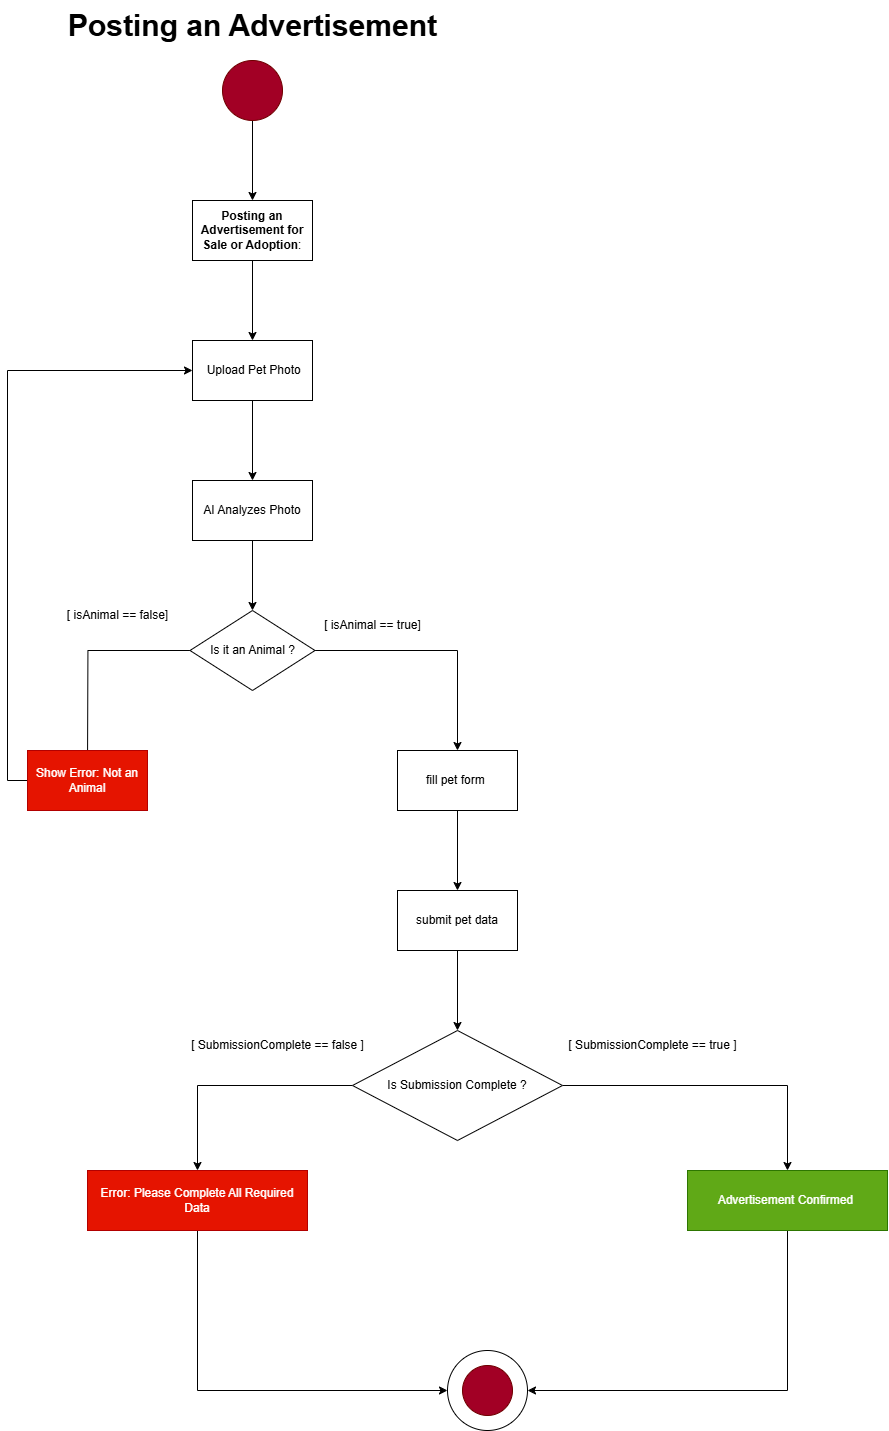 Posting an Advertisement
Posting an
Advertisement for
Sale or Adoption:
Upload Pet Photo
AI Analyzes Photo
[ isAnimal == false]
[ isAnimal == true]
Is it an Animal ?
Show Error: Not an
Animal
fill pet form
submit pet data
[ SubmissionComplete == false ]
[ SubmissionComplete == true ]
Is Submission Complete ?
Error: Please Complete All Required
Data
Advertisement Confirmed